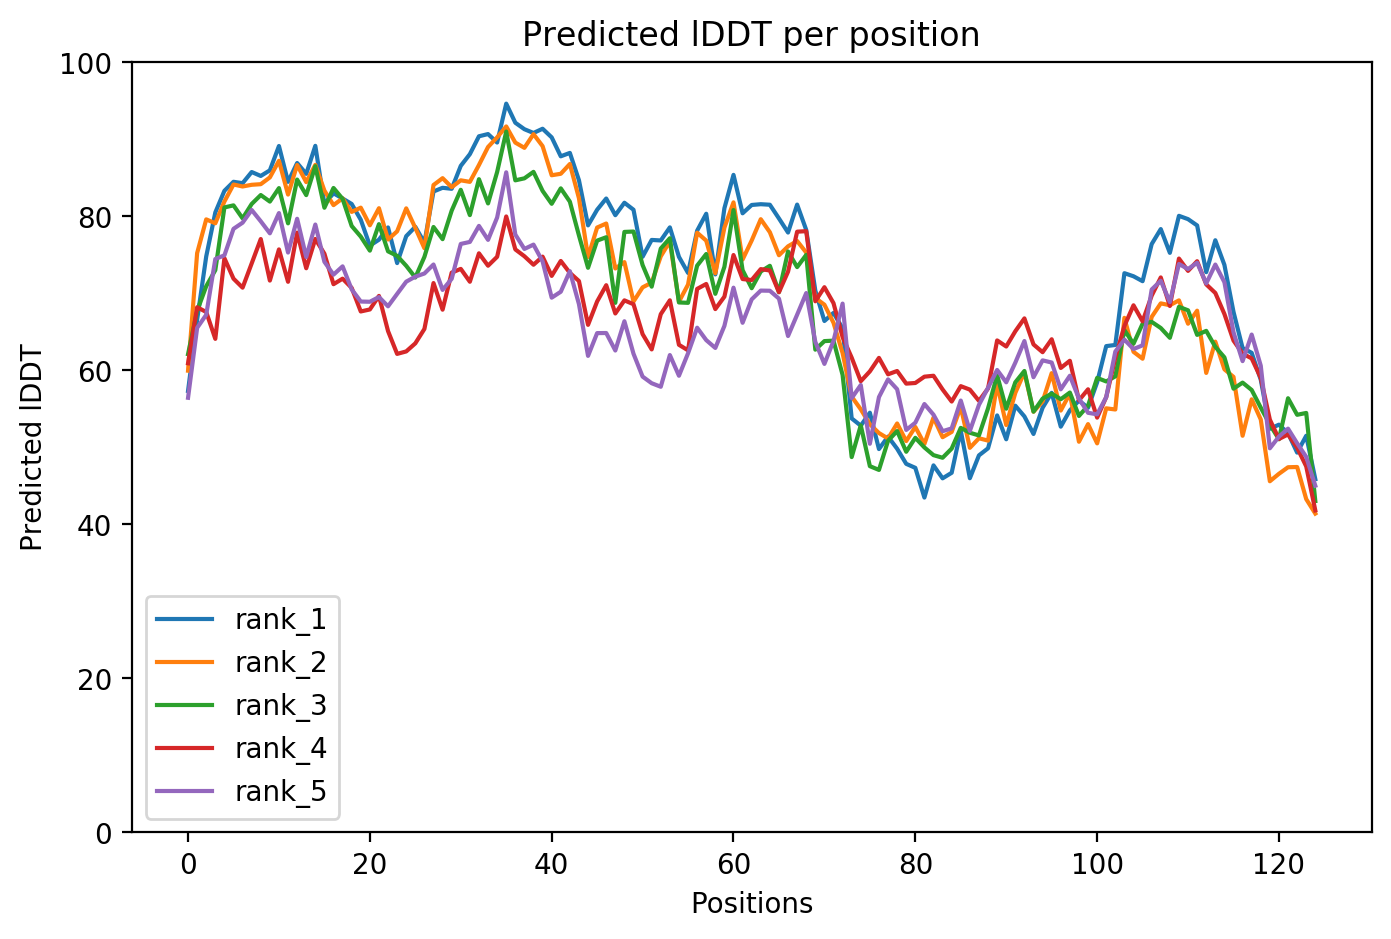 Predicted lDDT per position
Predicted lDDT
100
80
60
40
20
0
rank_1
rank_2
rank_3
rank_4
rank_5
0 20 40 60 80 100 120
Positions